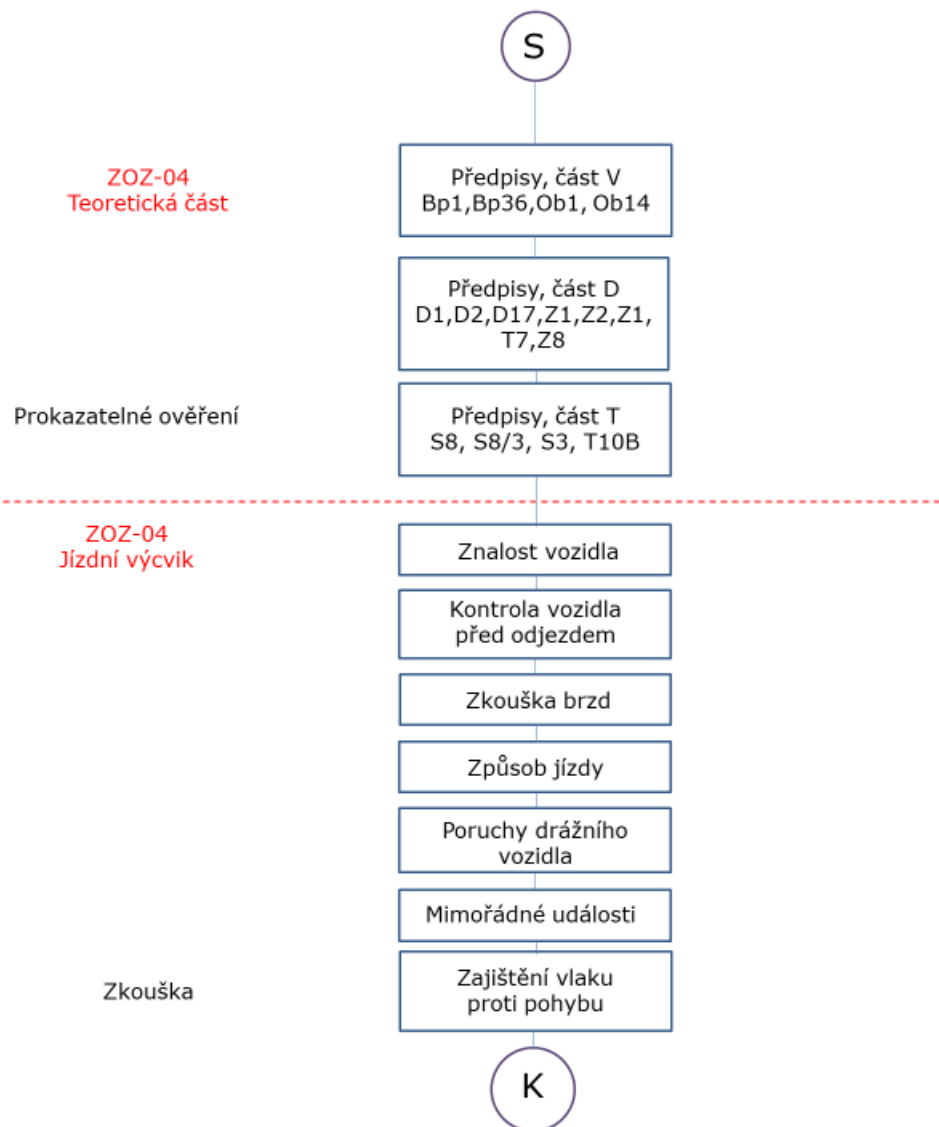 S
ZOZ-04
Teoretická část
Předpisy, část V
Bp1,Bp36,Ob1, Ob14
Předpisy, část D
D1,D2,D17,Z1,Z2,Z1,
T7,Z8
Prokazatelné ověření
Předpisy, část T
S8, S8/3, S3, T10B
ZOZ-04
Jízdní výcvik
Znalost vozidla
Kontrola vozidla
před odjezdem
Zkouška brzd
Způsob jízdy
Poruchy drážního
vozidla
Mimořádné události
Zkouška
Zajištění vlaku
proti pohybu
K